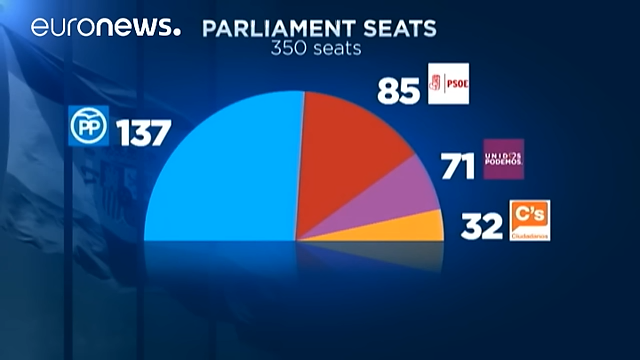 euronews.
PARLIAMENT SEATS
350 seats
85
PSOE
PP
137
71
UNIDOS
PODEMOS.
32
C's
Ciudadanos